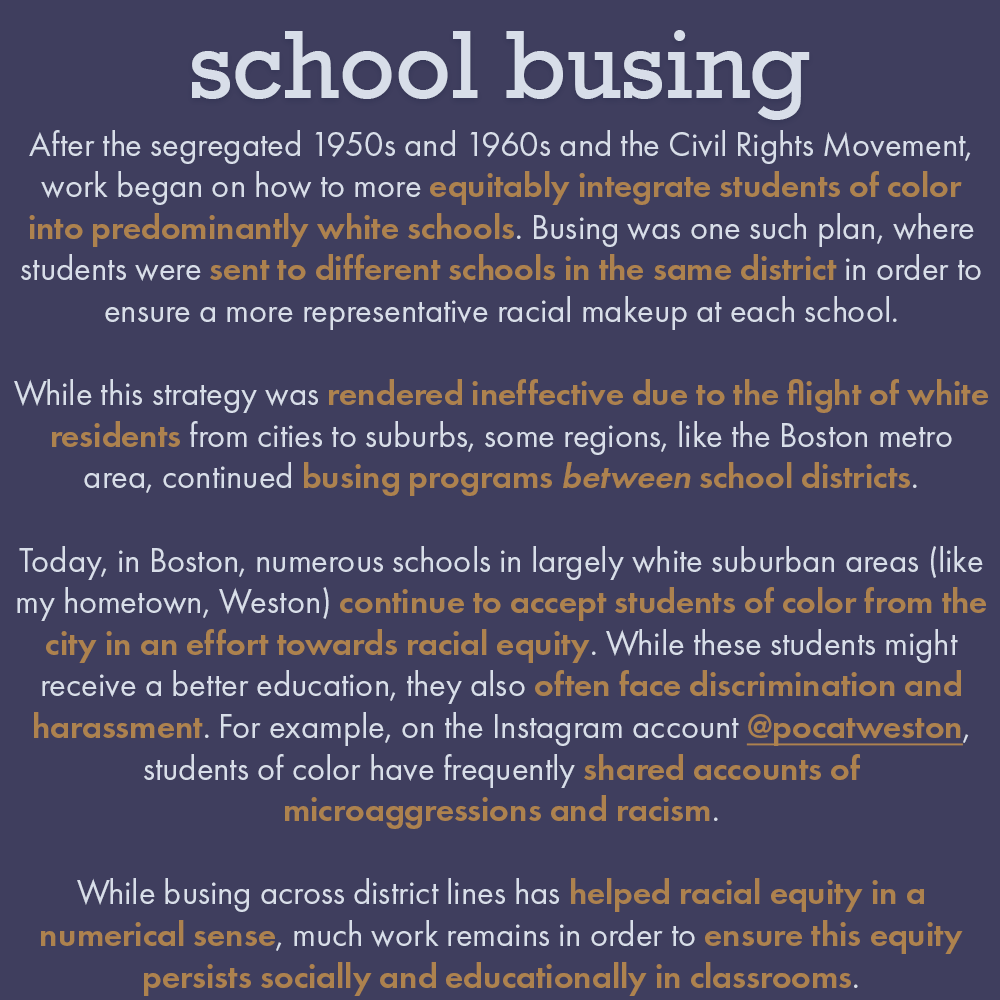 school busing
After the segregated 1950s and 1960s and the Civil Rights Movement,
work began on how to more equitably integrate students of color
into predominantly white schools. Busing was one such plan, where
students were sent to different schools in the same district in order to
ensure a more representative racial makeup at each school.
While this strategy was rendered ineffective due to the flight of white
residents from cities to suburbs, some regions, like the Boston metro
area, continued busing programs between school districts.
Today, in Boston, numerous schools in largely white suburban areas (like
my hometown, Weston) continue to accept students of color from the
city in an effort towards racial equity. While these students might
receive a better education, they also often face discrimination and
harassment. For example, on the Instagram account @pocatweston,
students of color have frequently shared accounts of
microaggressions and racism.
While busing across district lines has helped racial equity in a
numerical sense, much work remains in order to ensure this equity
persists socially and educationally in classrooms.